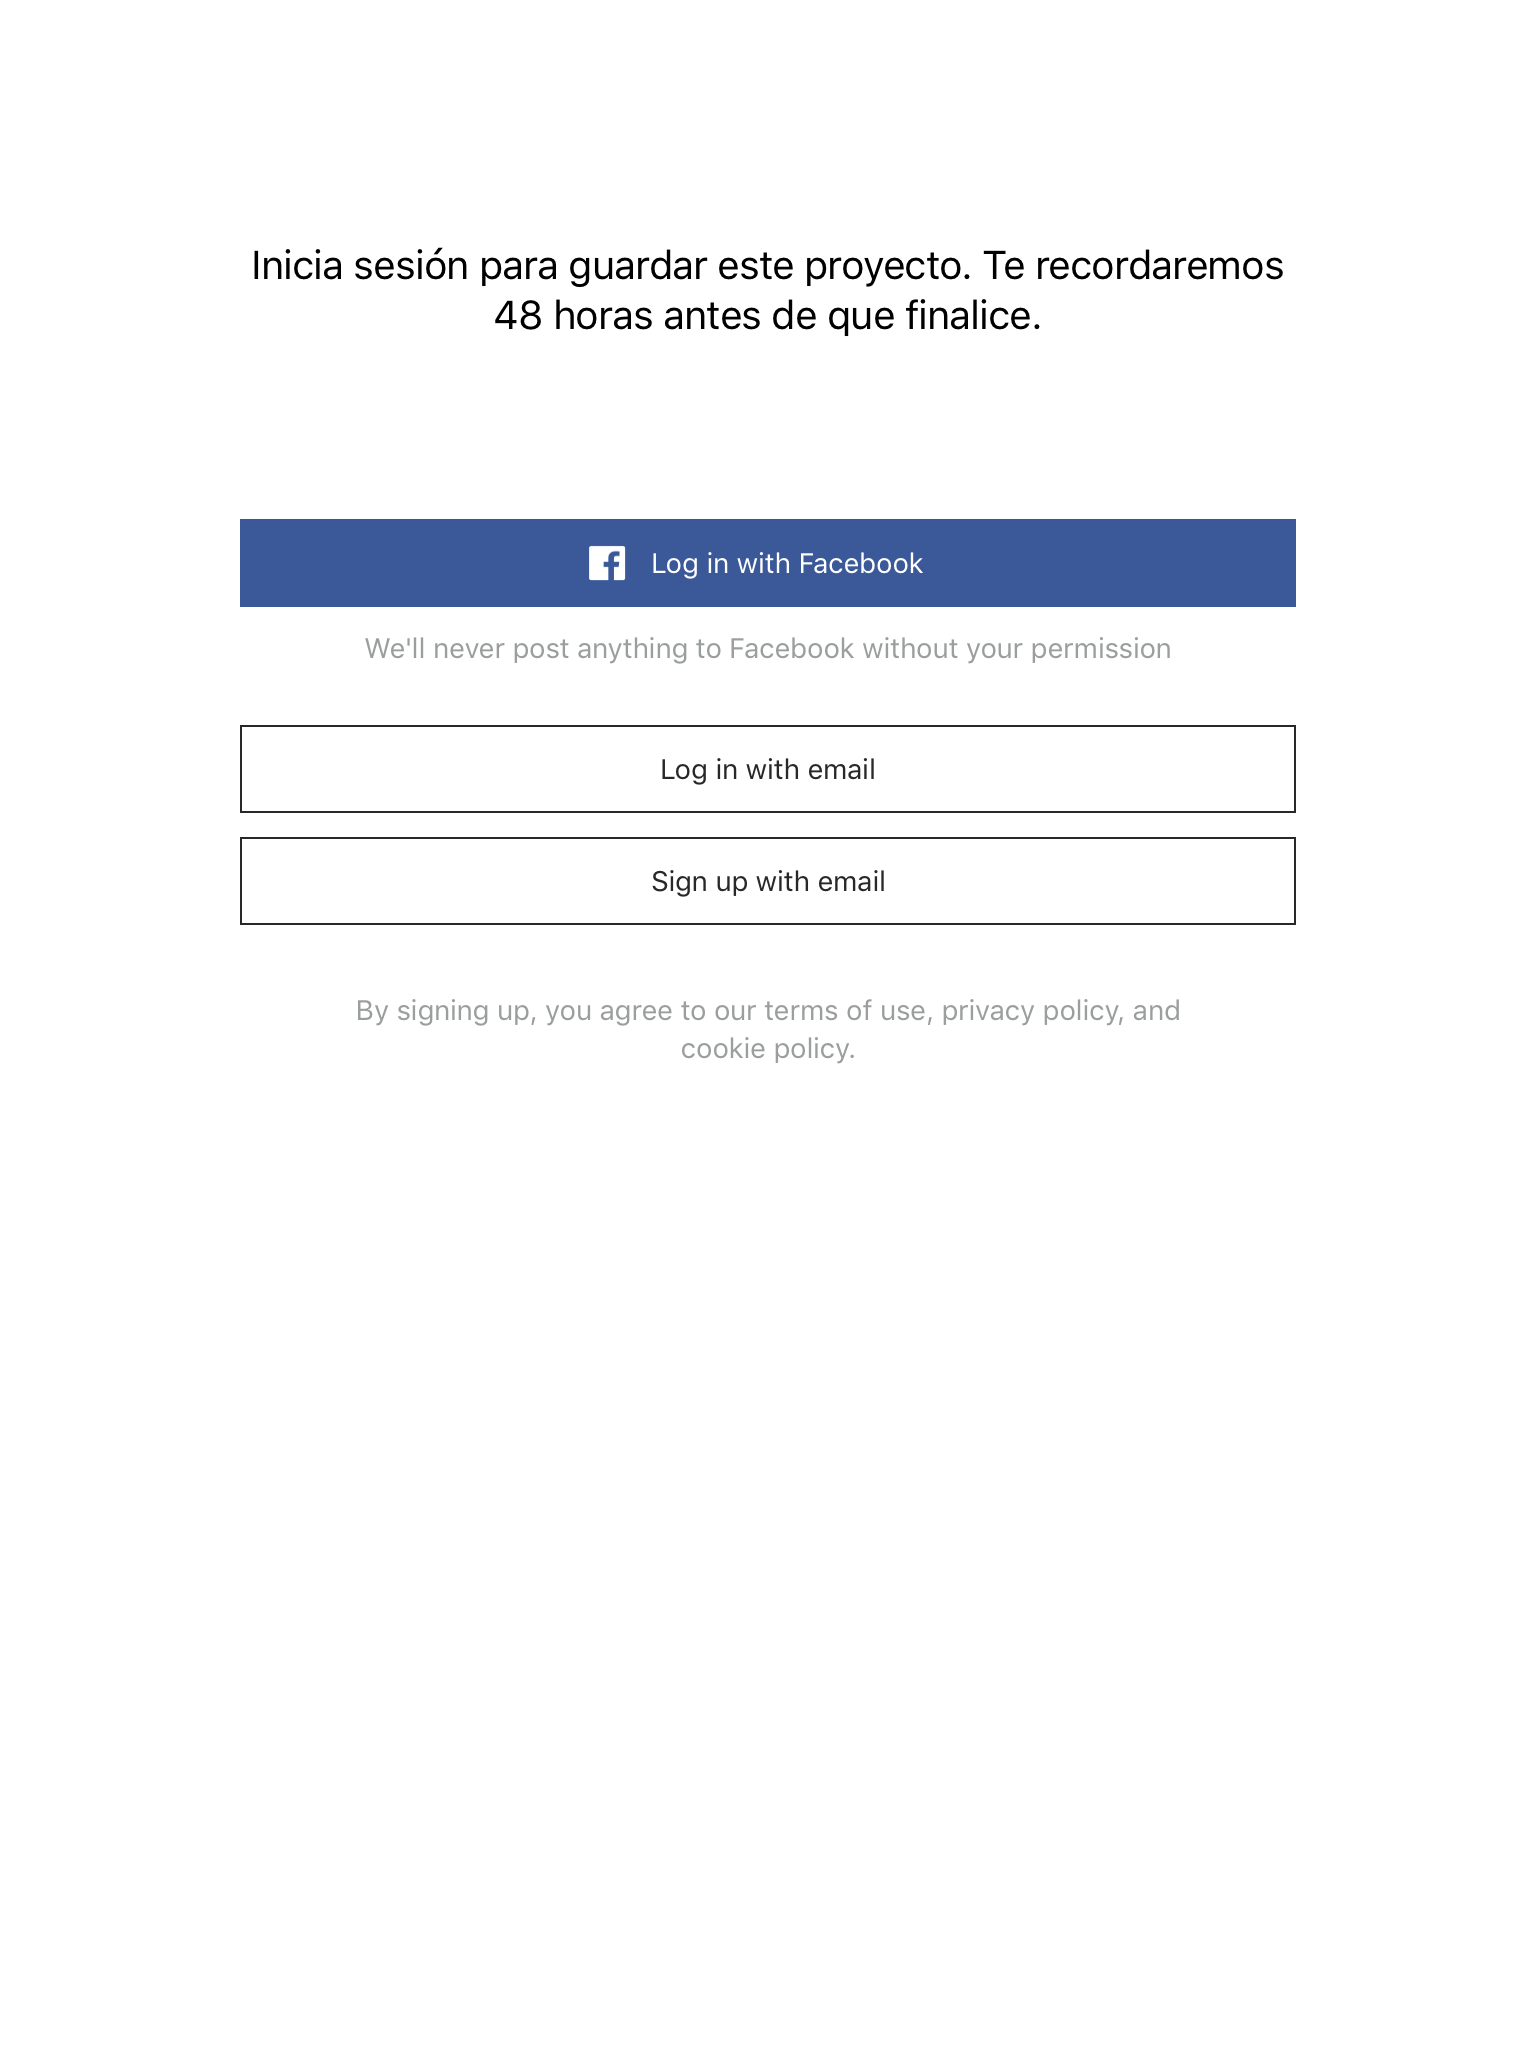 Inicia sesión para guardar este proyecto. Te recordaremos
48 horas antes de que finalice.
Log in with Facebook
We'll never post anything to Facebook without your permission
Log in with email
Sign up with email
By signing up, you agree to our terms of use, privacy policy, and
cookie policy.